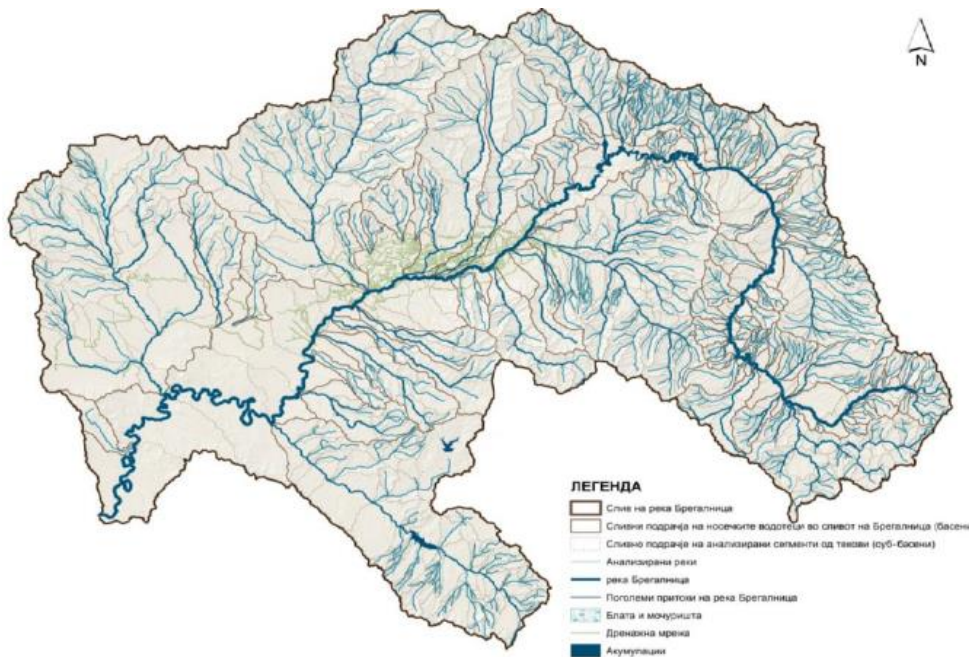 N
ЛЕГЕНДА
Слив на река Брегалница
Сливни подрачја на носечките водотеци во сливот на Брегалница (басени
Сливно подрачје на анализирани сегменти од текови (суб-басени)
Анализирани реки
река Брегалница
Поголеми притоки на река Брегалница
Блата и мочуришта
Дренажна мрежа
Акумулации